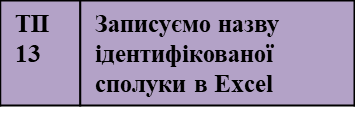 ТП
13
Записуємо назву
ідентифікованої
сполуки в Excel